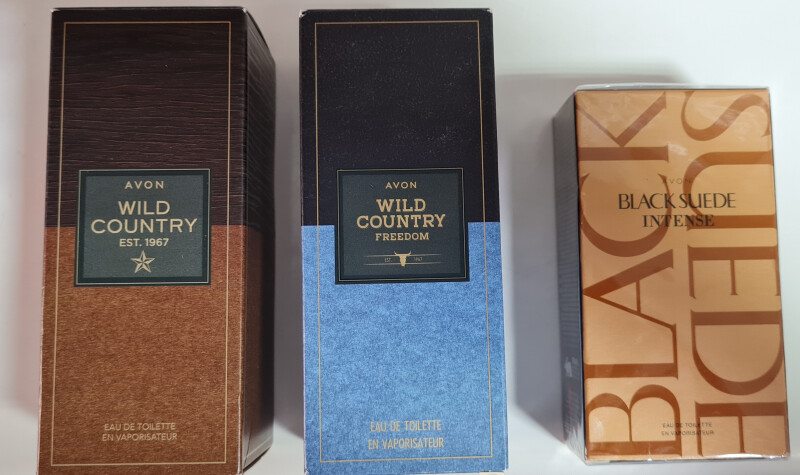 AVON
WILD
COUNTRY
EST. 1967
EAU DE TOILETTE
EN VAPORISATEUR
AVON
WILD
COUNTRY
FREEDOM
EST 1967
EAU DE TOILETTE
EN VAPORISATEUR
BLACK
SUEDE
AVON
BLACK SUEDE
INTENSE
EAU DE TOILETTE
EN VAPORISATEUR